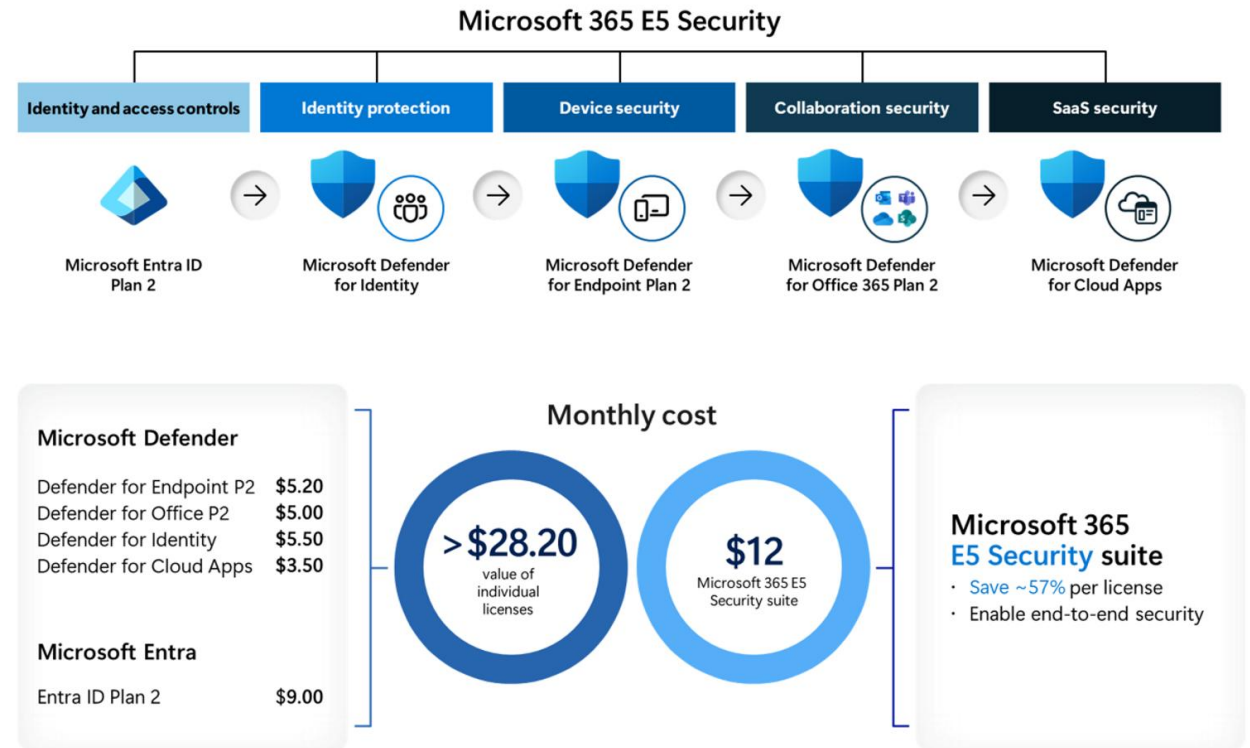 Microsoft 365 E5 Security
Identity and access controls
Identity protection
Device security
Collaboration security
SaaS security
Microsoft Entra ID
Plan 2
Microsoft Defender
for Identity
Microsoft Defender
for Endpoint Plan 2
Microsoft Defender
for Office 365 Plan 2
Microsoft Defender
for Cloud Apps
Microsoft Defender
Defender for Endpoint P2 $5.20
Defender for Office P2 $5.00
Defender for Identity $5.50
Defender for Cloud Apps $3.50
Microsoft Entra
Entra ID Plan 2 $9.00
Monthly cost
>$28.20
value of
individual
licenses
$12
Microsoft 365 E5
Security suite
Microsoft 365
E5 Security suite
· Save ~57% per license
· Enable end-to-end security